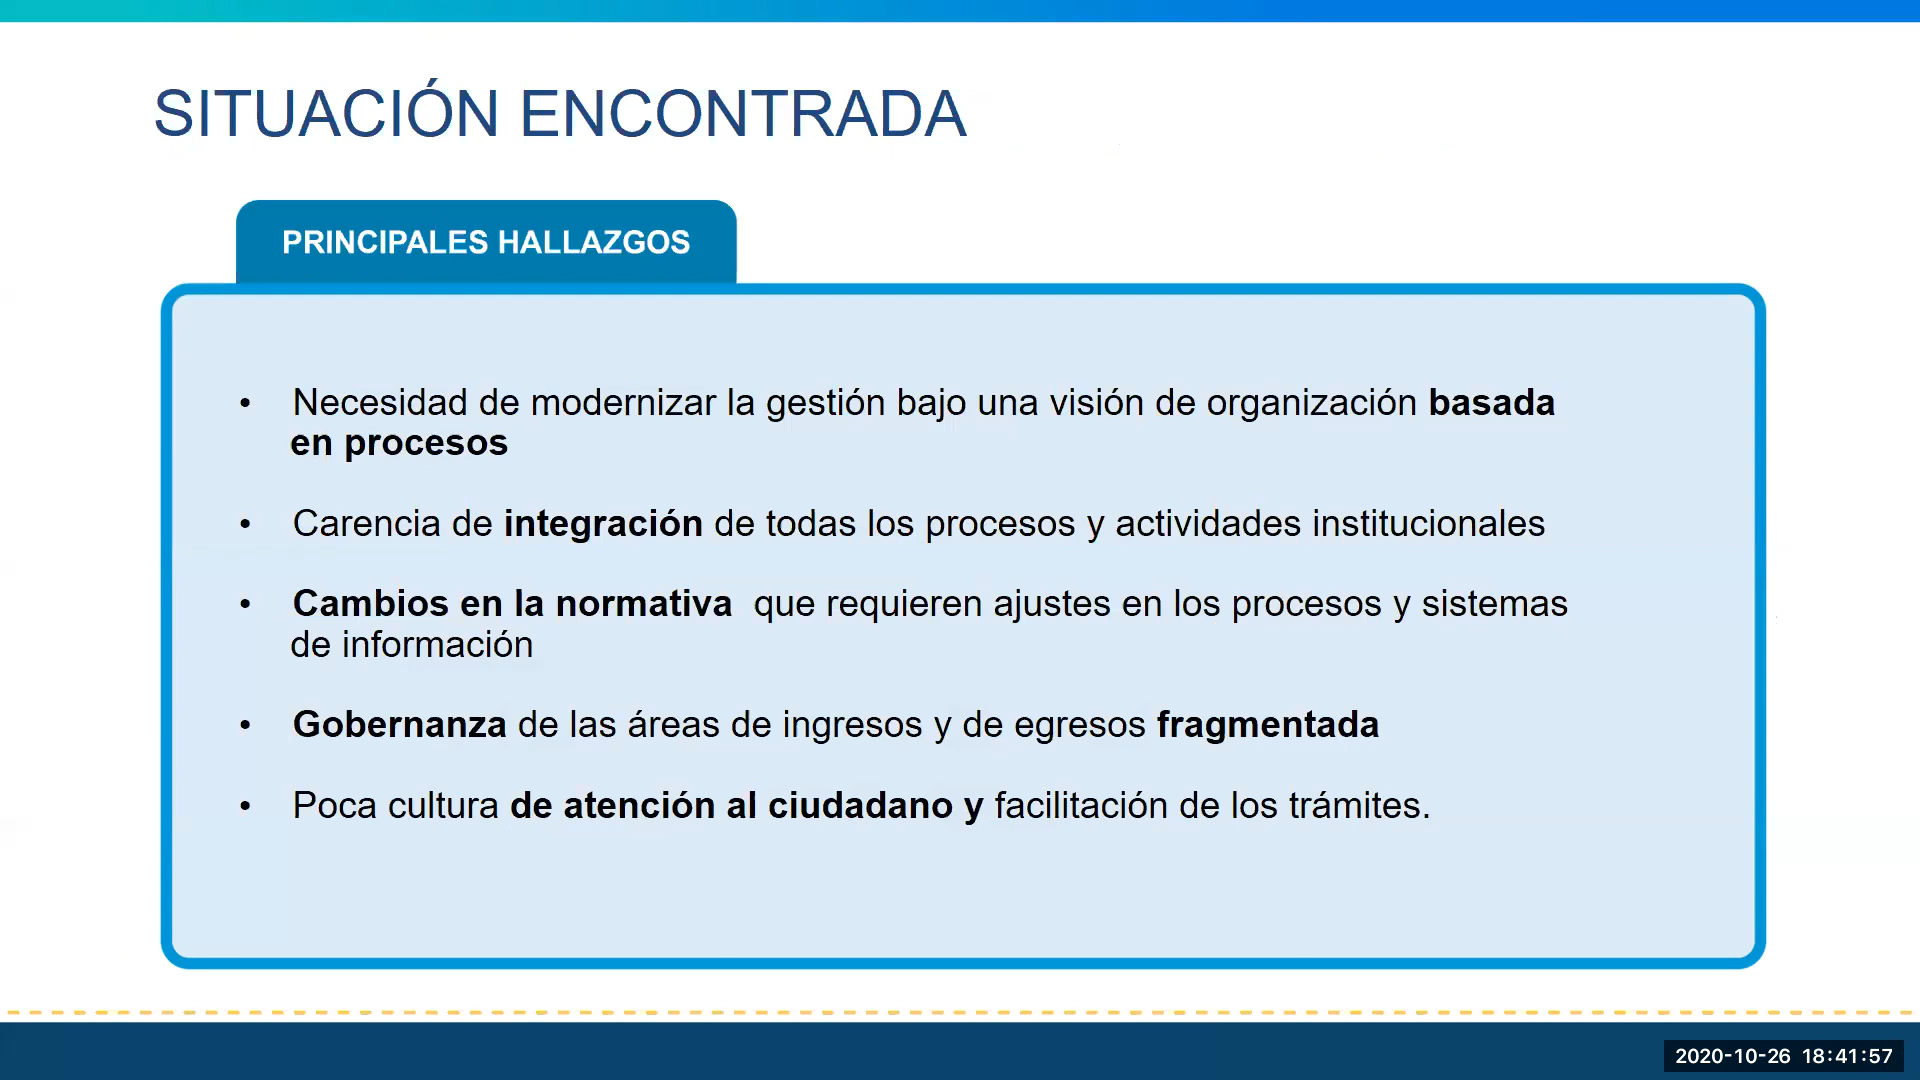 SITUACIÓN ENCONTRADA
PRINCIPALES HALLAZGOS
• Necesidad de modernizar la gestión bajo una visión de organización basada
en procesos
• Carencia de integración de todas los procesos y actividades institucionales
• Cambios en la normativa  que requieren ajustes en los procesos y sistemas
de información
• Gobernanza de las áreas de ingresos y de egresos fragmentada
• Poca cultura de atención al ciudadano y facilitación de los trámites.
2020-10-26 18:41:57